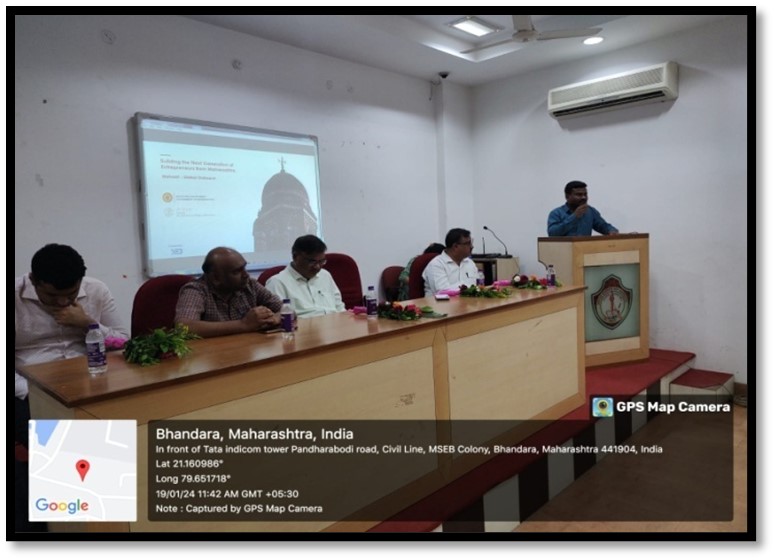 Building the Next Generation of
Entrepreneurs from Maharashtra
GPS Map Camera
Bhandara, Maharashtra, India
In front of Tata indicom tower Pandharabodi road, Civil Line, MSEB Colony, Bhandara, Maharashtra 441904, India
Lat 21.160986°
Long 79.651718°
19/01/24 11:42 AM GMT +05:30
Note : Captured by GPS Map Camera
Google